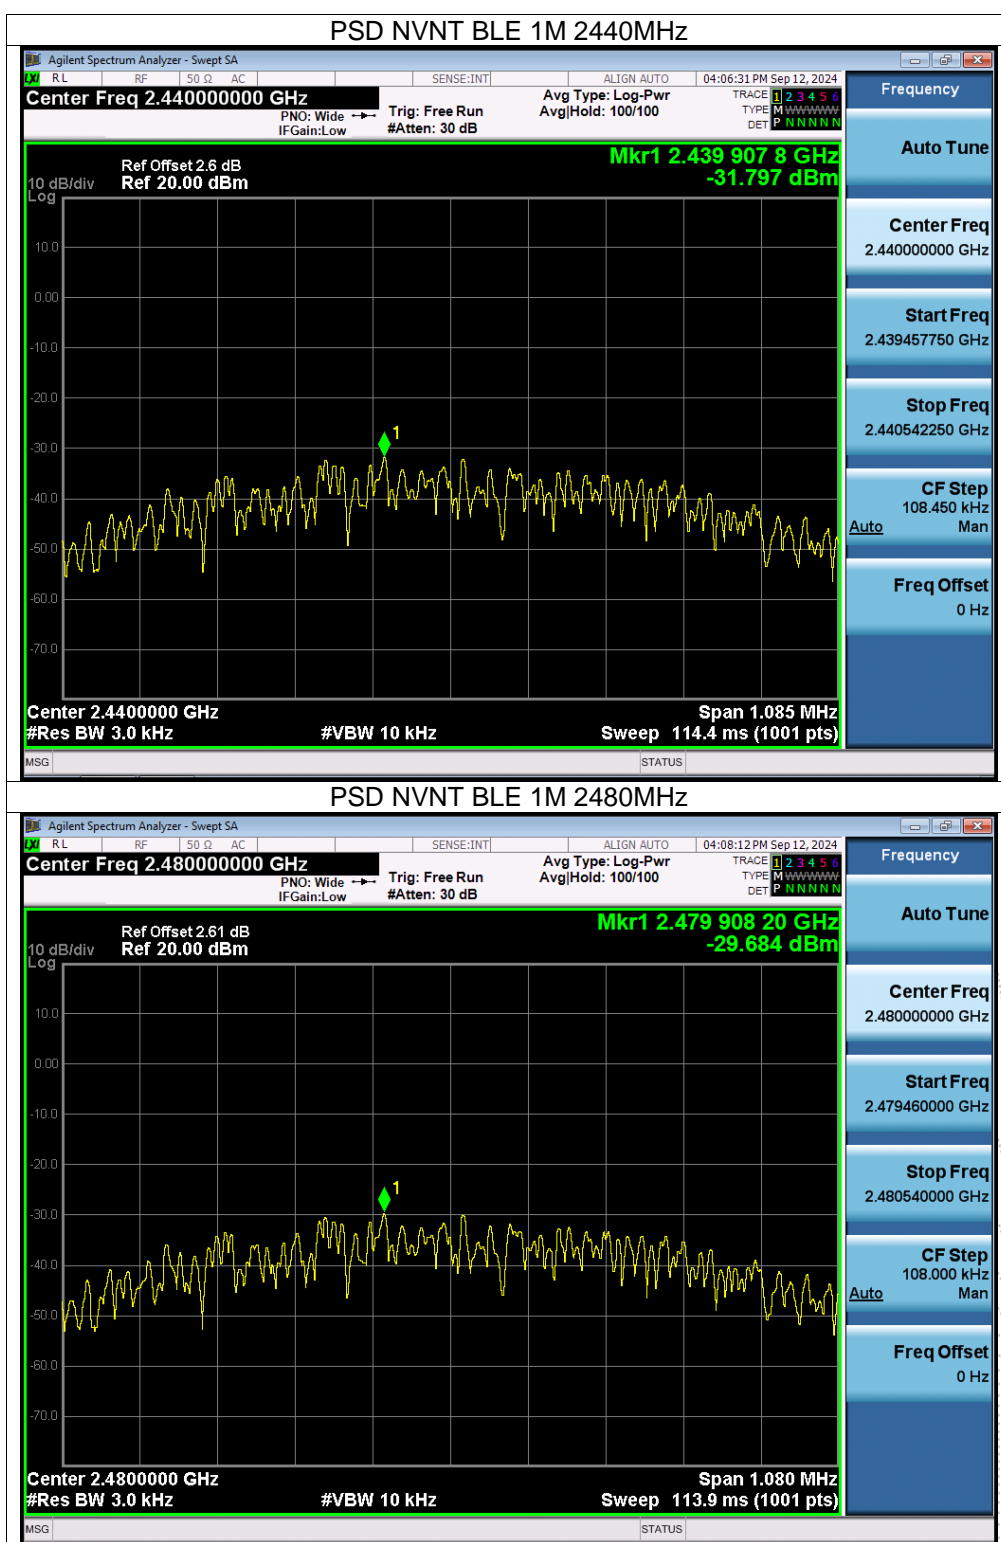 PSD NVNT BLE 1M 2440MHz
Agilent Spectrum Analyzer - Swept SA
LXI RL RF 50 Ω AC SENSE:INT ALIGN AUTO 04:06:31 PM Sep 12, 2024
Center Freq 2.440000000 GHz
PNO: Wide
IFGain:Low
Trig: Free Run
#Atten: 30 dB
Avg Type: Log-Pwr
Avg|Hold: 100/100
TRACE 1 2 3 4 5 6
TYPE M WWWWW
DET P N N N N N
Frequency
Auto Tune
Center Freq
2.440000000 GHz
Start Freq
2.439457750 GHz
Stop Freq
2.440542250 GHz
CF Step
108.450 kHz
Auto Man
Freq Offset
0 Hz
Mkr1 2.439 907 8 GHz
-31.797 dBm
Ref Offset 2.6 dB
10 dB/div Ref 20.00 dBm
Log
10.0
0.00
-10.0
-20.0
-30.0
-40.0
-50.0
-60.0
-70.0
1
Center 2.4400000 GHz Span 1.085 MHz
#Res BW 3.0 kHz #VBW 10 kHz Sweep 114.4 ms (1001 pts)
MSG STATUS
PSD NVNT BLE 1M 2480MHz
Agilent Spectrum Analyzer - Swept SA
LXI RL RF 50 Ω AC SENSE:INT ALIGN AUTO 04:08:12 PM Sep 12, 2024
Center Freq 2.480000000 GHz
PNO: Wide
IFGain:Low
Trig: Free Run
#Atten: 30 dB
Avg Type: Log-Pwr
Avg|Hold: 100/100
TRACE 1 2 3 4 5 6
TYPE M WWWWW
DET P N N N N N
Frequency
Auto Tune
Center Freq
2.480000000 GHz
Start Freq
2.479460000 GHz
Stop Freq
2.480540000 GHz
CF Step
108.000 kHz
Auto Man
Freq Offset
0 Hz
Mkr1 2.479 908 20 GHz
-29.684 dBm
Ref Offset 2.61 dB
10 dB/div Ref 20.00 dBm
Log
10.0
0.00
-10.0
-20.0
-30.0
-40.0
-50.0
-60.0
-70.0
1
Center 2.4800000 GHz Span 1.080 MHz
#Res BW 3.0 kHz #VBW 10 kHz Sweep 113.9 ms (1001 pts)
MSG STATUS